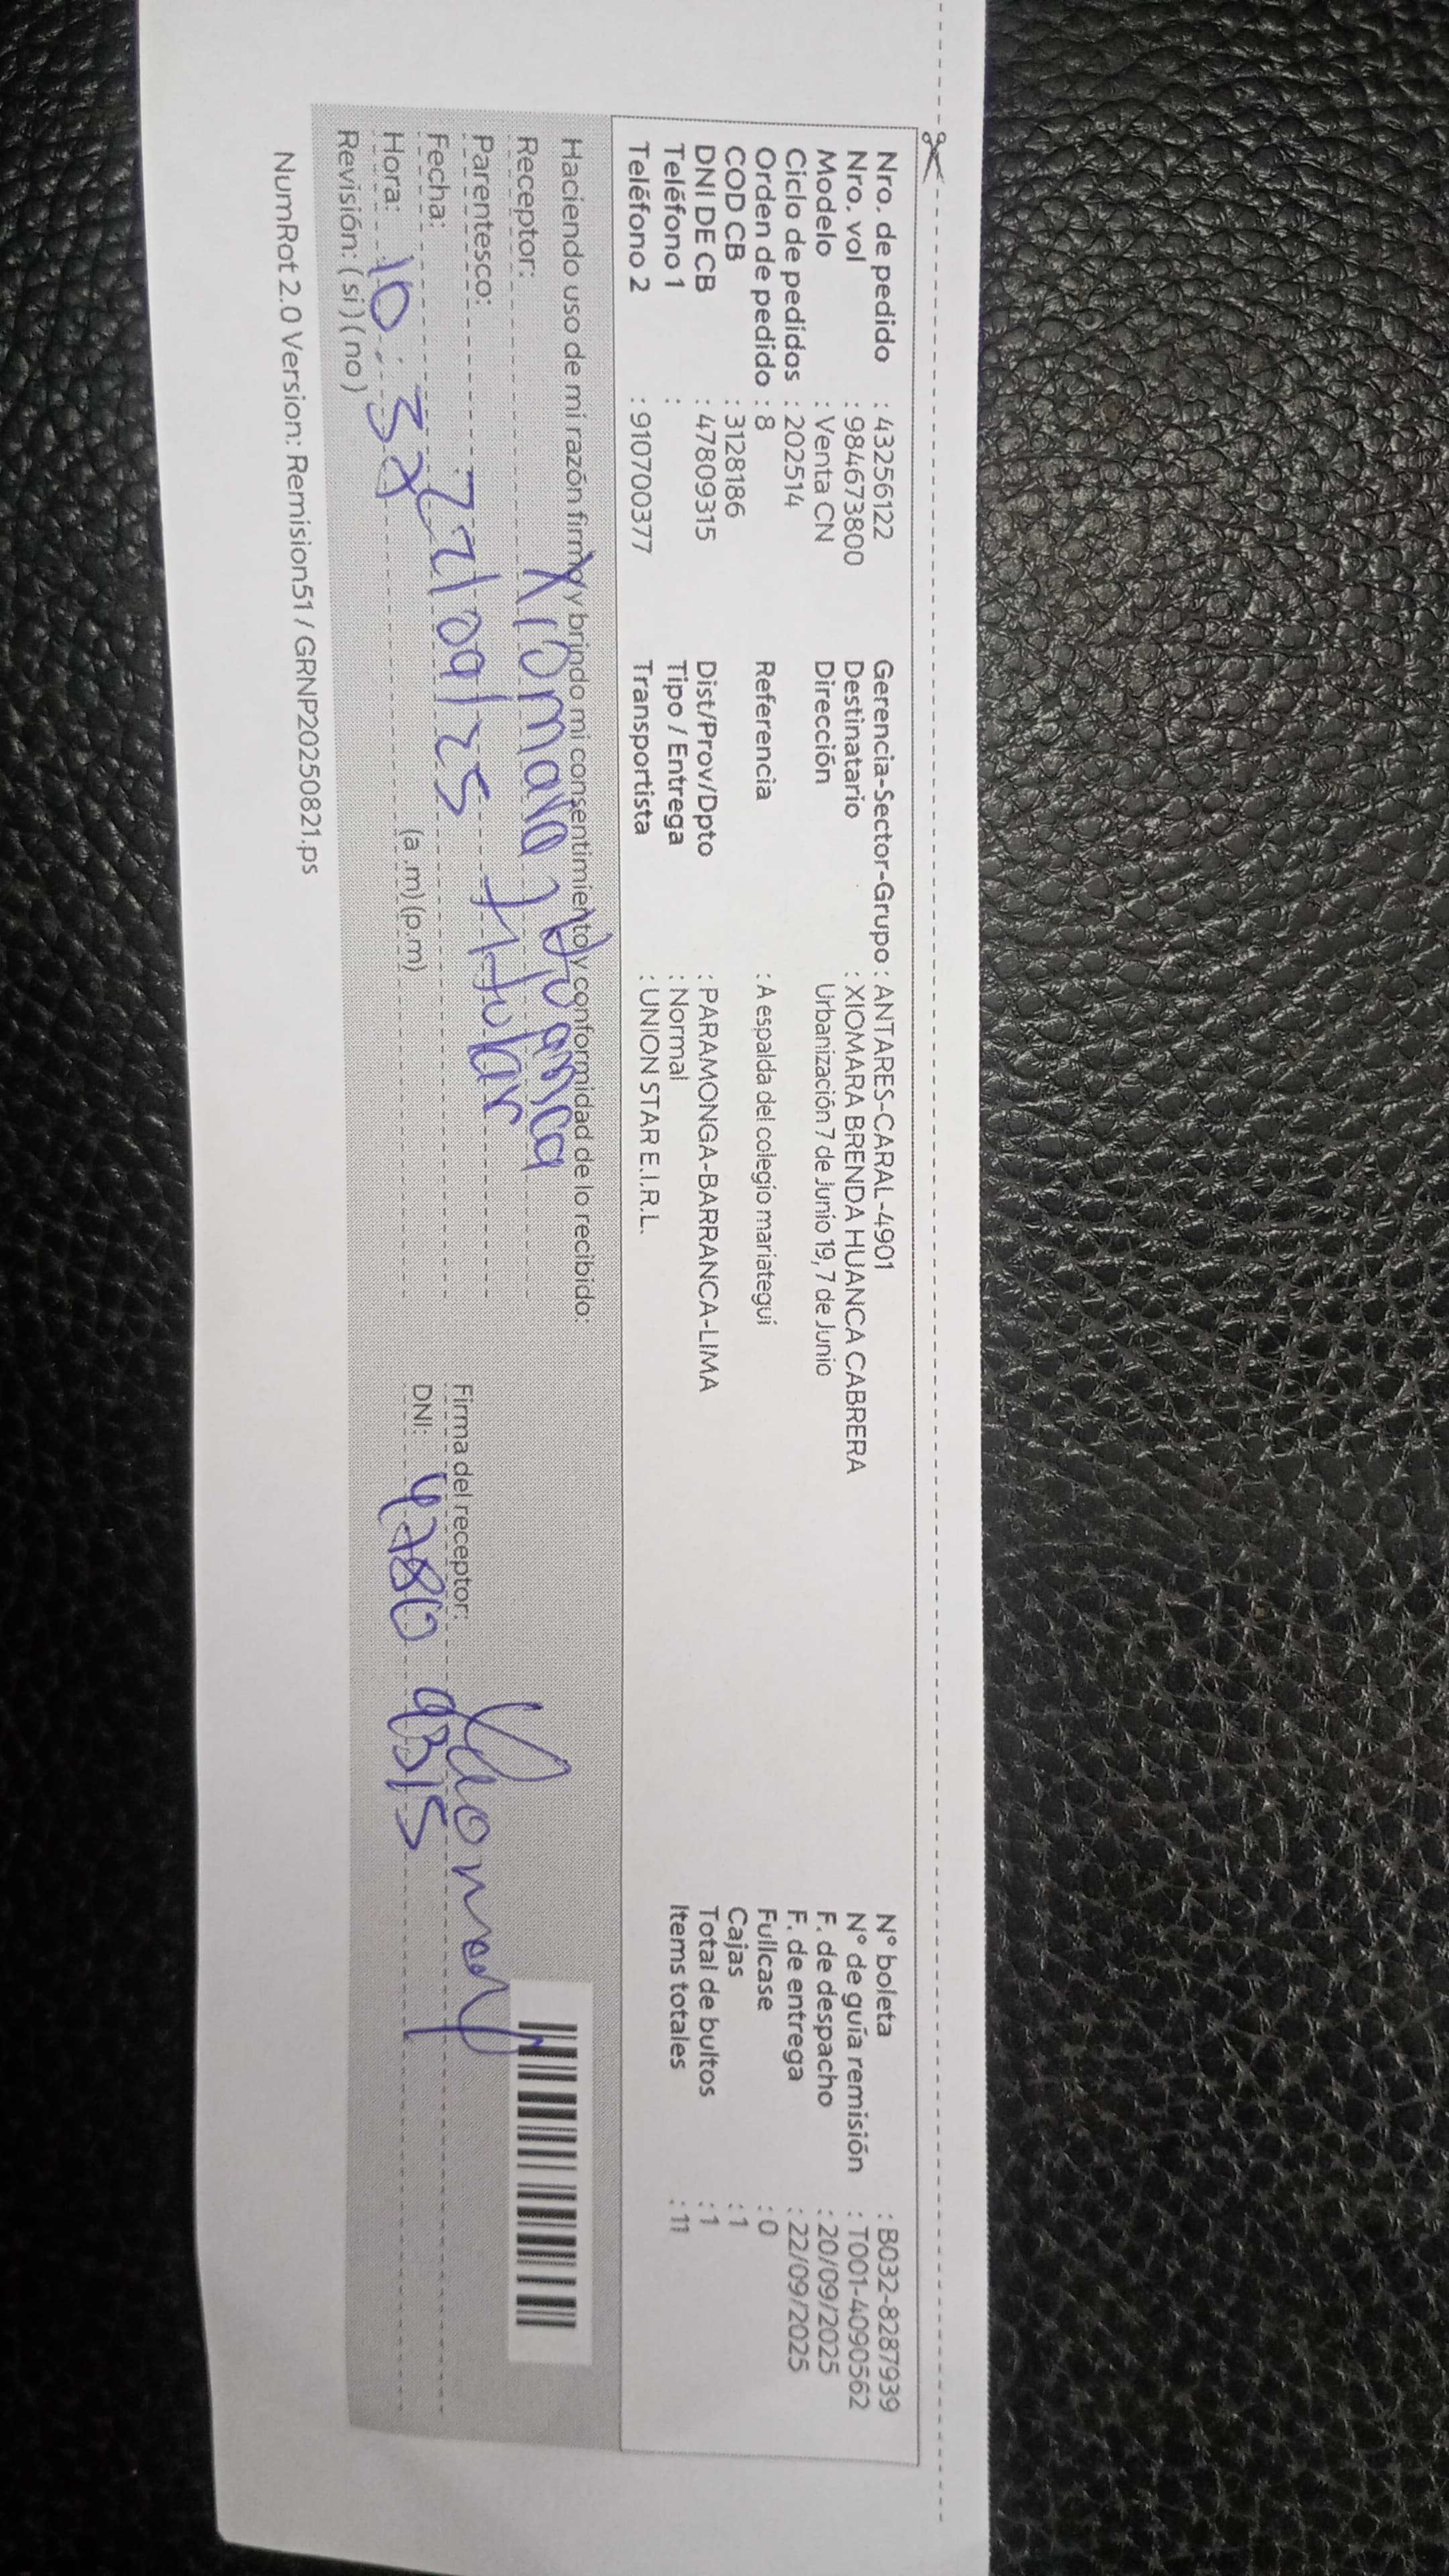 Nro. de pedido : 43256122
Nro. vol : 984673800
Modelo : Venta CN
Ciclo de pedidos : 202514
Orden de pedido : 8
COD CB : 3128186
DNI DE CB : 47809315
Teléfono 1 :
Teléfono 2 : 910700377
Gerencia-Sector-Grupo : ANTARES-CARAL-4901
Destinatario : XIOMARA BRENDA HUANCA CABRERA
Dirección Urbanización 7 de Junio 19, 7 de Junio
Referencia : A espalda del colegio mariategui
Dist/Prov/Dpto : PARAMONGA-BARRANCA-LIMA
Tipo / Entrega : Normal
Transportista : UNION STAR E.I.R.L.
N° boleta : B032-8287939
N° de guía remisión : T001-4090562
F. de despacho : 20/09/2025
F. de entrega : 22/09/2025
Fullcase : 0
Cajas : 1
Total de bultos : 1
Items totales : 11
Haciendo uso de mi razón firmo y brindo mi consentimiento y conformidad de lo recibido:
Receptor: Xiomara Huanca
Parentesco: titular
Fecha: 22/09/25
Hora: 10:32 (a .m) (p.m)
Revisión: ( si ) ( no )
Firma del receptor:
DNI: 47809315
NumRot 2.0 Version: Remision51 / GRNP20250821.ps